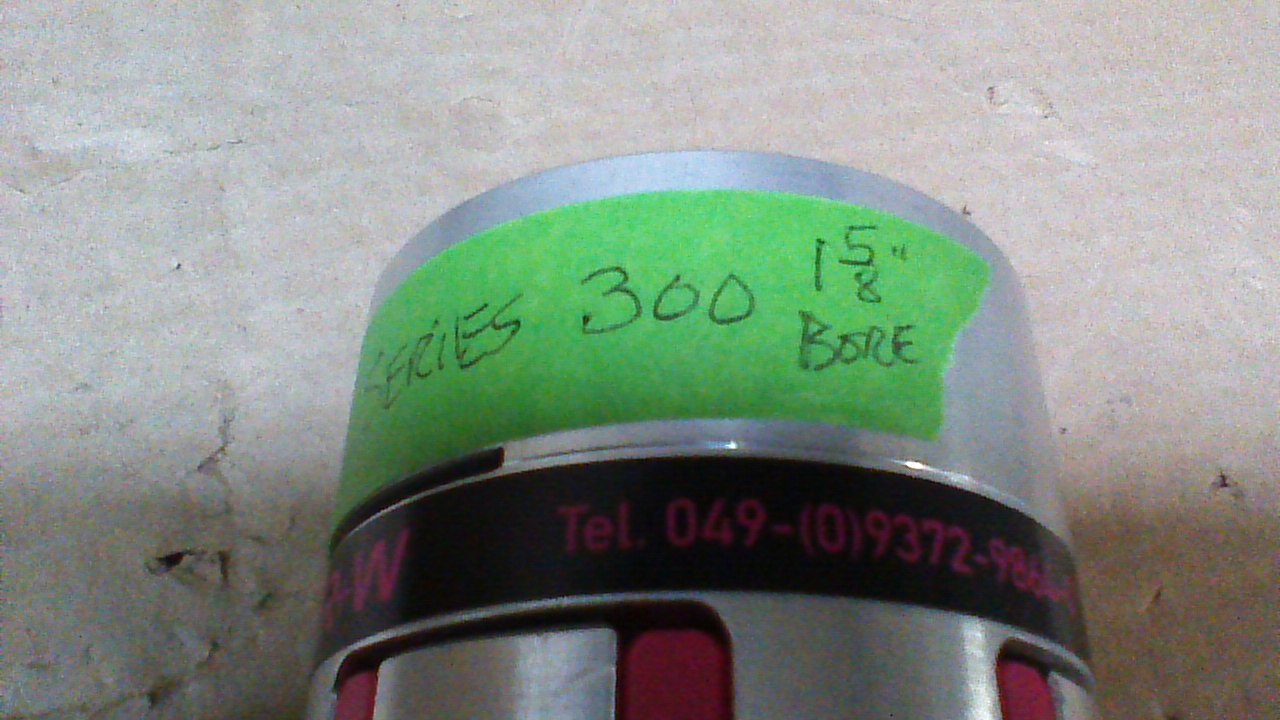 SERIES 300 1 5/8" BORE
Tel. 049-(0)9372-986